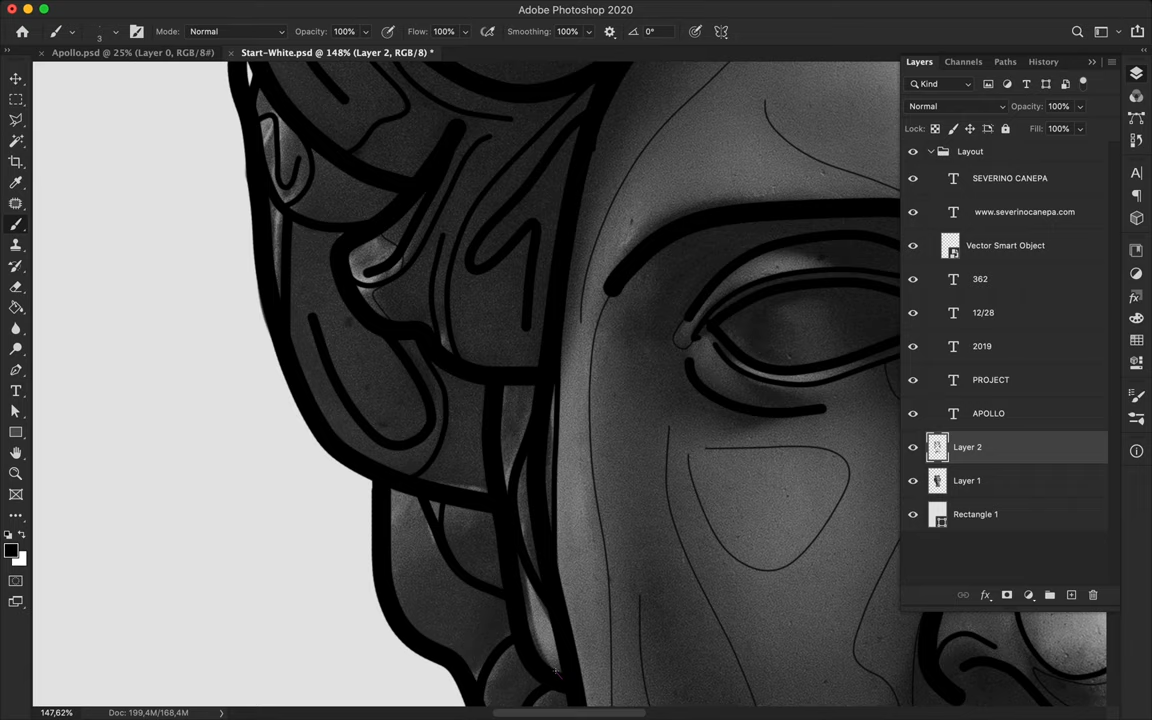 Adobe Photoshop 2020
3
Mode: Normal
Opacity: 100%
Flow: 100%
Smoothing: 100%
0°
Apollo.psd @ 25% (Layer 0, RGB/8#)
Start-White.psd @ 148% (Layer 2, RGB/8) *
Layers Channels Paths History
Kind
Normal
Opacity: 100%
Lock:
Fill: 100%
Layout
SEVERINO CANEPA
www.severinocanepa.com
Vector Smart Object
362
12/28
2019
PROJECT
APOLLO
Layer 2
Layer 1
Rectangle 1
147,62%
Doc: 199,4M/168,4M